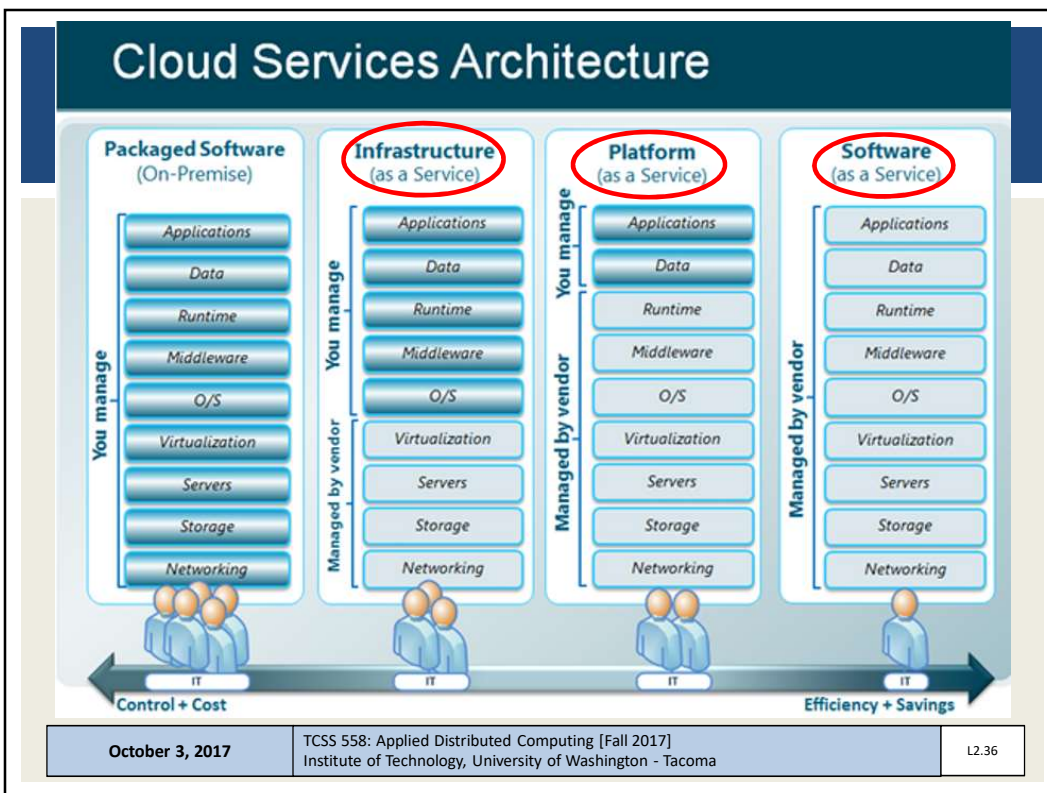 Cloud Services Architecture
Packaged Software
(On-Premise)
You manage
Applications
Data
Runtime
Middleware
O/S
Virtualization
Servers
Storage
Networking
IT
Infrastructure
(as a Service)
You manage
Applications
Data
Runtime
Middleware
O/S
Managed by vendor
Virtualization
Servers
Storage
Networking
IT
Platform
(as a Service)
You manage
Applications
Data
Managed by vendor
Runtime
Middleware
O/S
Virtualization
Servers
Storage
Networking
IT
Software
(as a Service)
Managed by vendor
Applications
Data
Runtime
Middleware
O/S
Virtualization
Servers
Storage
Networking
IT
Control + Cost
Efficiency + Savings
October 3, 2017
TCSS 558: Applied Distributed Computing [Fall 2017]
Institute of Technology, University of Washington - Tacoma
L2.36